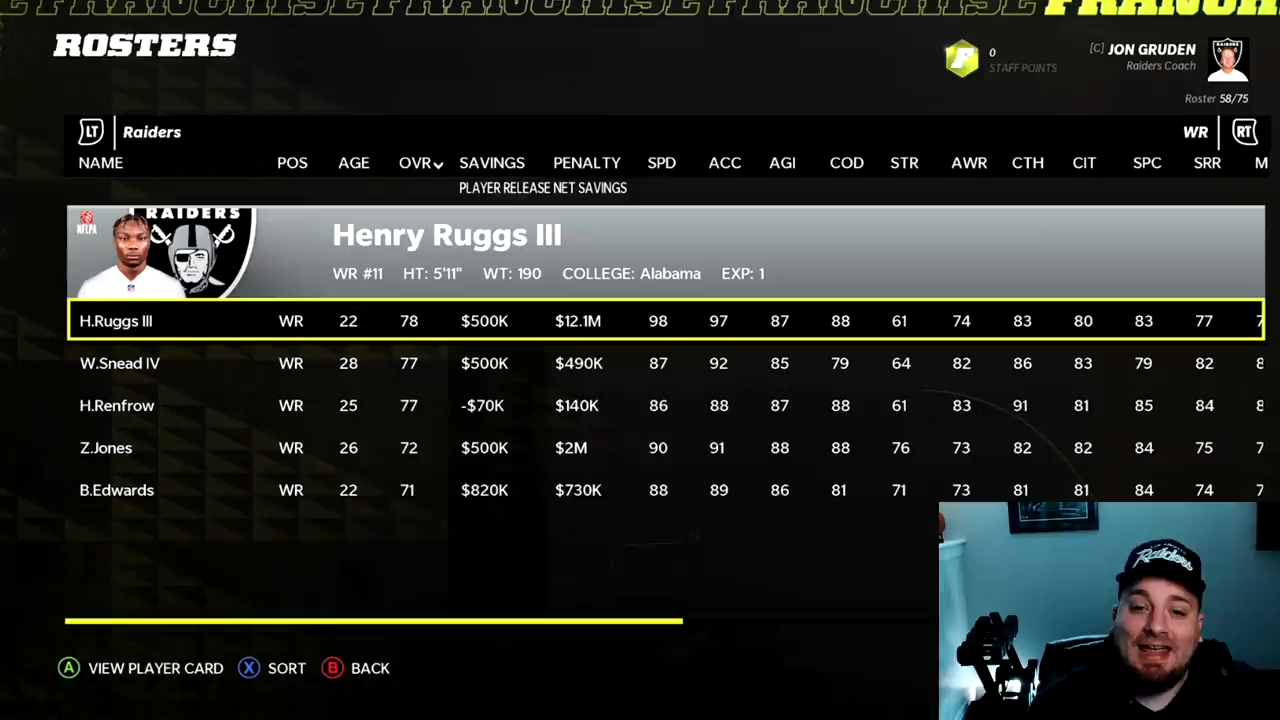 FRANCHISE FRANCHISE FRANCHISE FRANCHISE FRANCH
ROSTERS
0
STAFF POINTS
[C] JON GRUDEN
Raiders Coach
RAIDERS
Roster 58/75
LT Raiders WR RT
NAME POS AGE OVR SAVINGS PENALTY SPD ACC AGI COD STR AWR CTH CIT SPC SRR M
PLAYER RELEASE NET SAVINGS
NFLPA
RAIDERS
Henry Ruggs III
WR #11 HT: 5'11" WT: 190 COLLEGE: Alabama EXP: 1
H.Ruggs III WR 22 78 $500K $12.1M 98 97 87 88 61 74 83 80 83 77 7
W.Snead IV WR 28 77 $500K $490K 87 92 85 79 64 82 86 83 79 82 8
H.Renfrow WR 25 77 -$70K $140K 86 88 87 88 61 83 91 81 85 84 8
Z.Jones WR 26 72 $500K $2M 90 91 88 88 76 73 82 82 84 75 7
B.Edwards WR 22 71 $820K $730K 88 89 86 81 71 73 81 81 84 74 7
Raiders
A VIEW PLAYER CARD X SORT B BACK